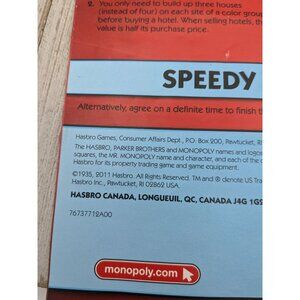 2. You only need to build up three houses
(instead of four) on each site of a color group
before buying a hotel. When selling hotels, the
value is half its purchase price.
SPEEDY
Alternatively, agree on a definite time to finish th
Hasbro Games, Consumer Affairs Dept., P.O. Box 200, Pawtucket, RI
The HASBRO, PARKER BROTHERS and MONOPOLY names and logos
squares, the MR. MONOPOLY name and character, and each of the d
Hasbro for its property trading game and game equipment.
©1935, 2011 Hasbro. All Rights Reserved. TM and ® denote US Tra
Hasbro Inc., Pawtucket, RI 02862 USA.
HASBRO CANADA, LONGUEUIL, QC, CANADA J4G 1G2
76737712A00
monopoly.com